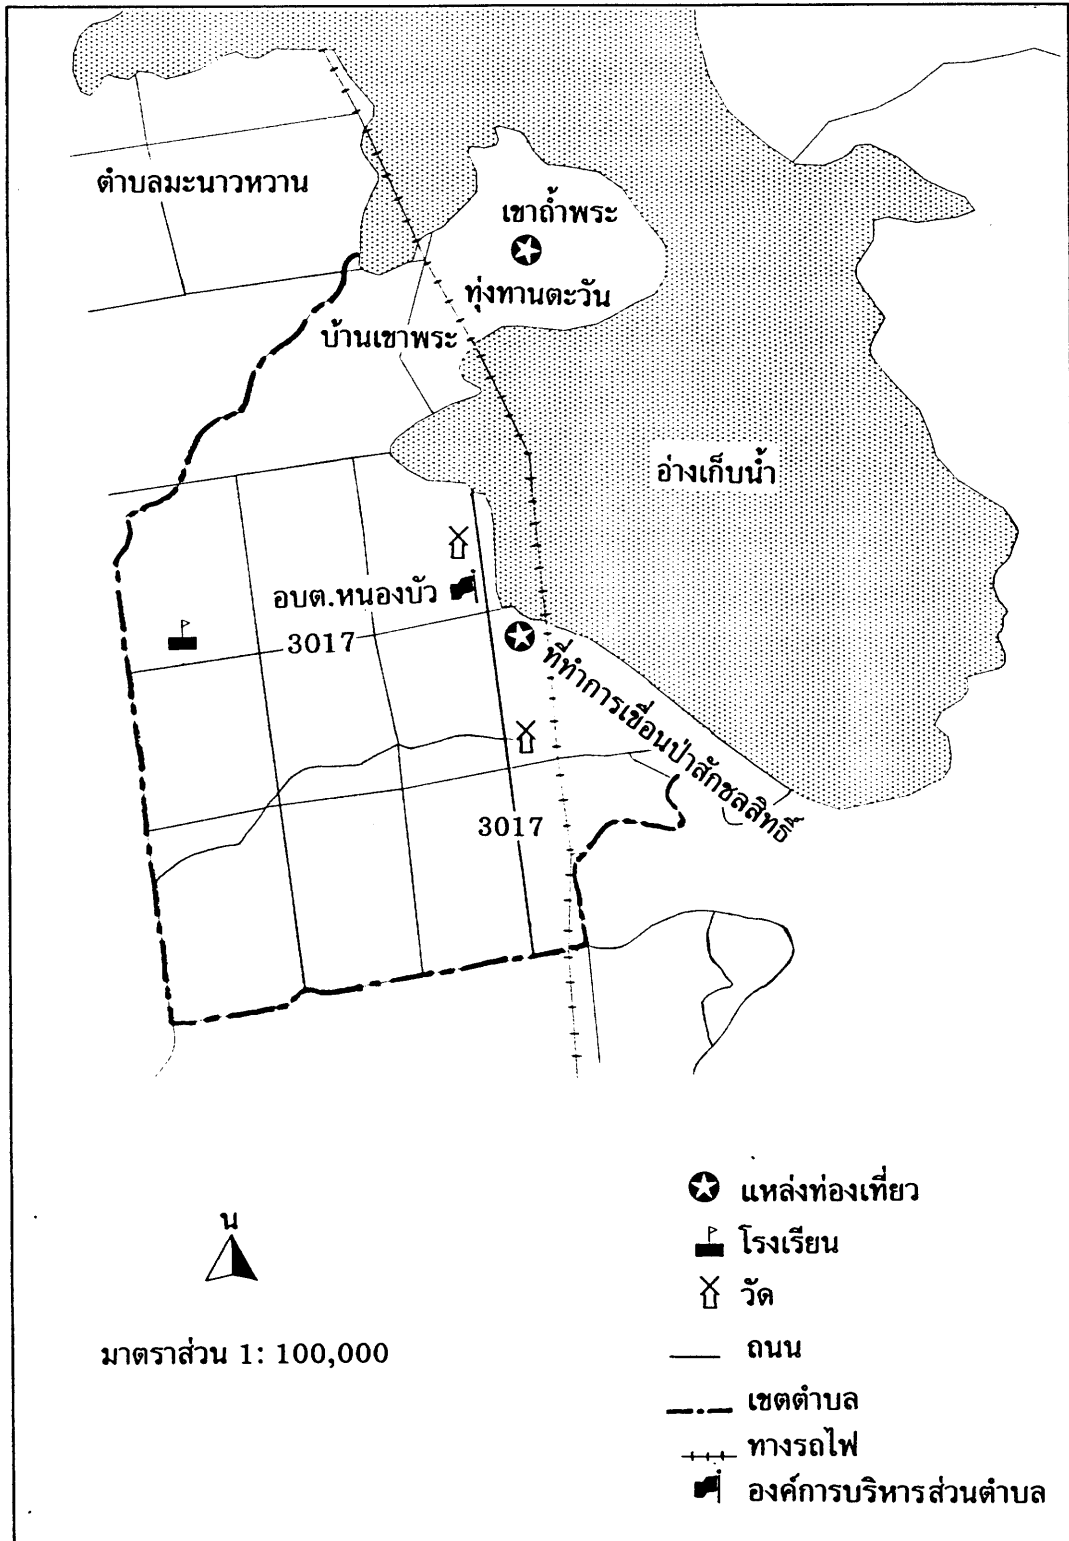 ตำบลมะนาวหวาน
เขาถ้ำพระ
ทุ่งทานตะวัน
บ้านเขาพระ
อ่างเก็บน้ำ
อบต.หนองบัว
3017
ที่ทำการเขื่อนป่าสักชลสิทธิ์
3017
น
มาตราส่วน 1: 100,000
แหล่งท่องเที่ยว
โรงเรียน
วัด
ถนน
เขตตำบล
ทางรถไฟ
องค์การบริหารส่วนตำบล